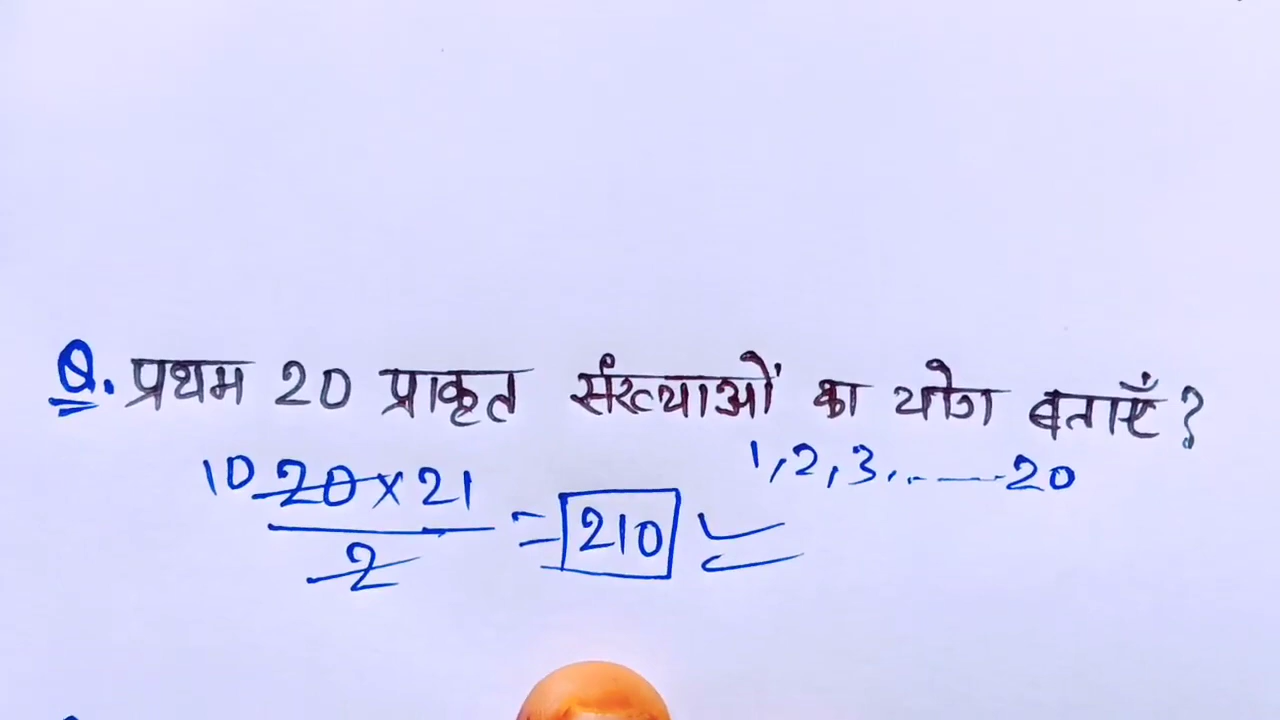 Q. प्रथम 20 प्राकृत संख्याओं का योग बताएँ?
1, 2, 3, ..---20
10 20 × 21
2
= 210